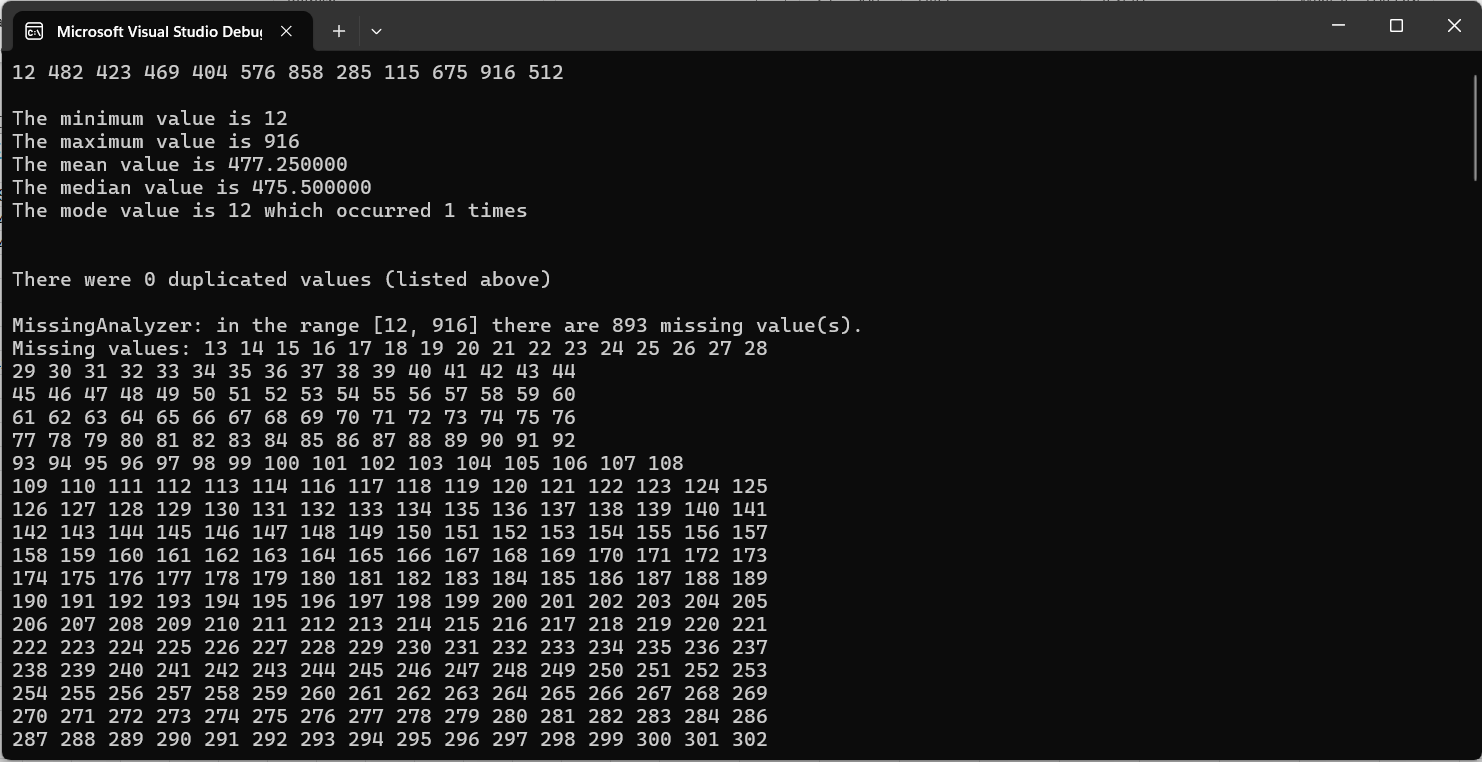 Microsoft Visual Studio Debu
12 482 423 469 404 576 858 285 115 675 916 512
The minimum value is 12
The maximum value is 916
The mean value is 477.250000
The median value is 475.500000
The mode value is 12 which occurred 1 times
There were 0 duplicated values (listed above)
MissingAnalyzer: in the range [12, 916] there are 893 missing value(s).
Missing values: 13 14 15 16 17 18 19 20 21 22 23 24 25 26 27 28
29 30 31 32 33 34 35 36 37 38 39 40 41 42 43 44
45 46 47 48 49 50 51 52 53 54 55 56 57 58 59 60
61 62 63 64 65 66 67 68 69 70 71 72 73 74 75 76
77 78 79 80 81 82 83 84 85 86 87 88 89 90 91 92
93 94 95 96 97 98 99 100 101 102 103 104 105 106 107 108
109 110 111 112 113 114 116 117 118 119 120 121 122 123 124 125
126 127 128 129 130 131 132 133 134 135 136 137 138 139 140 141
142 143 144 145 146 147 148 149 150 151 152 153 154 155 156 157
158 159 160 161 162 163 164 165 166 167 168 169 170 171 172 173
174 175 176 177 178 179 180 181 182 183 184 185 186 187 188 189
190 191 192 193 194 195 196 197 198 199 200 201 202 203 204 205
206 207 208 209 210 211 212 213 214 215 216 217 218 219 220 221
222 223 224 225 226 227 228 229 230 231 232 233 234 235 236 237
238 239 240 241 242 243 244 245 246 247 248 249 250 251 252 253
254 255 256 257 258 259 260 261 262 263 264 265 266 267 268 269
270 271 272 273 274 275 276 277 278 279 280 281 282 283 284 286
287 288 289 290 291 292 293 294 295 296 297 298 299 300 301 302